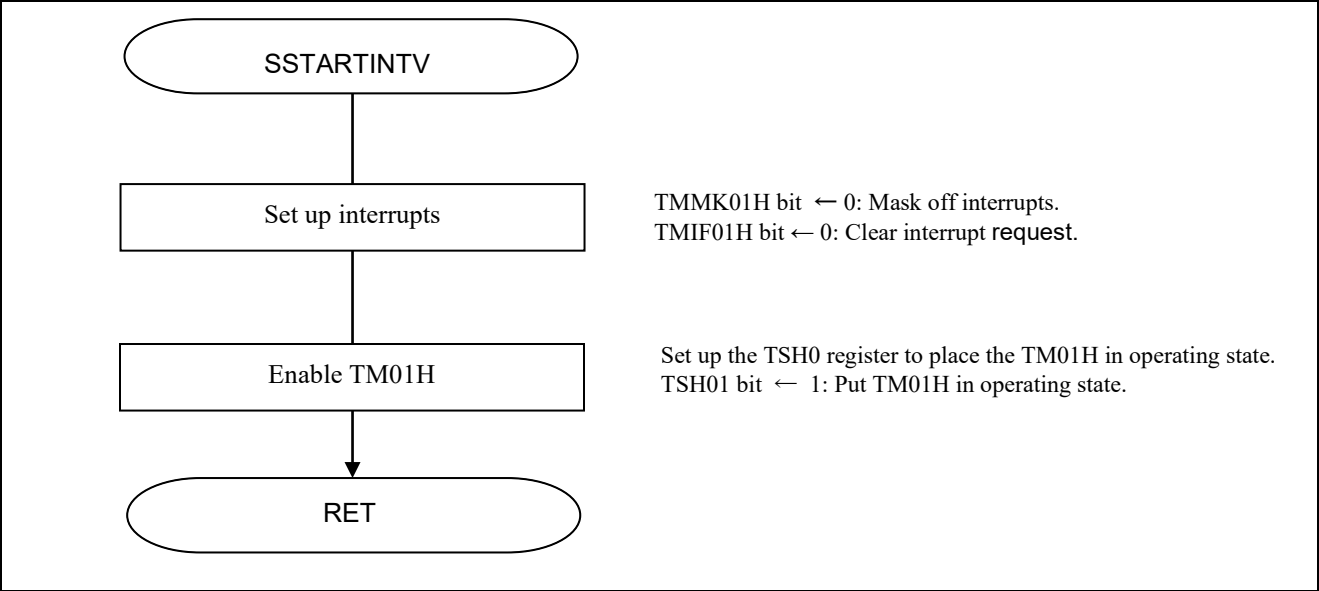 SSTARTINTV
Set up interrupts
TMMK01H bit ← 0: Mask off interrupts.
TMIF01H bit ← 0: Clear interrupt request.
Enable TM01H
Set up the TSH0 register to place the TM01H in operating state.
TSH01 bit ← 1: Put TM01H in operating state.
RET